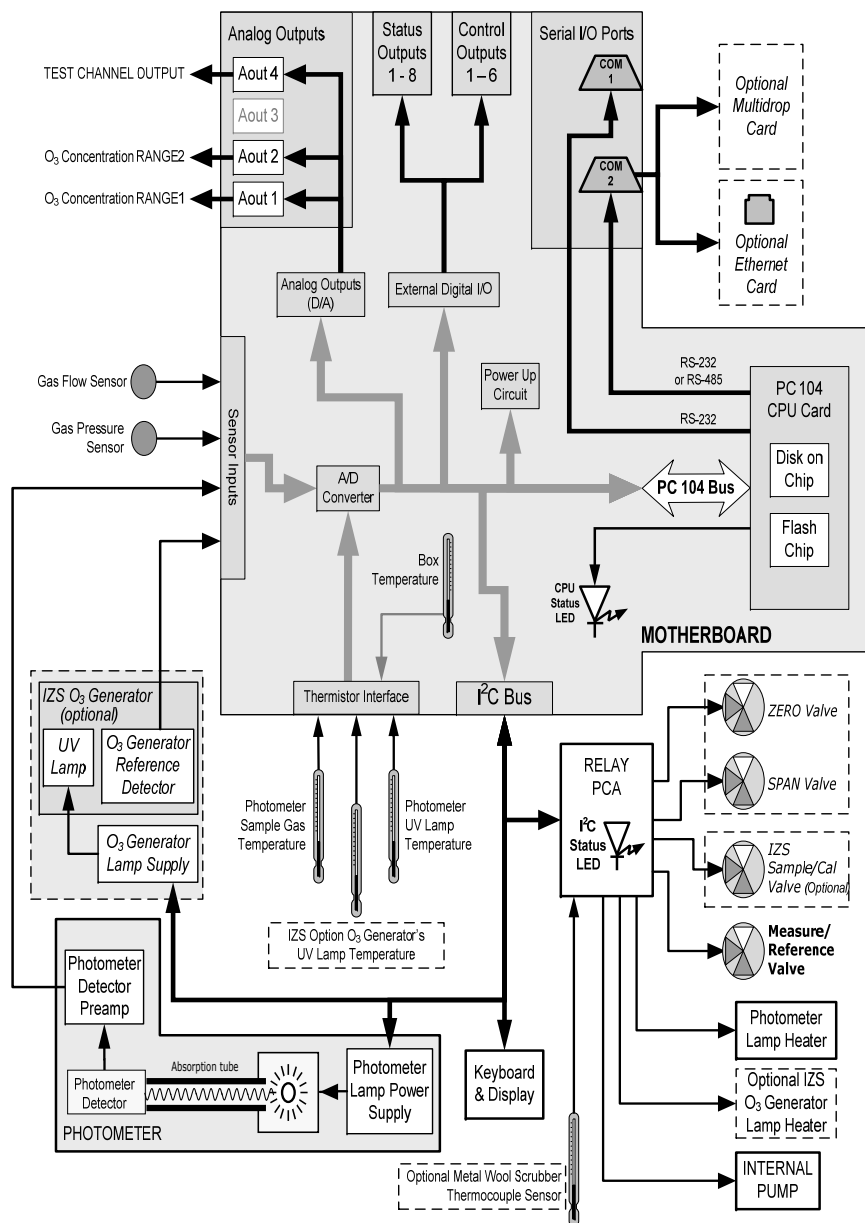 Analog Outputs
Status
Outputs
1 - 8
Control
Outputs
1 – 6
Serial I/O Ports
TEST CHANNEL OUTPUT
Aout 4
Aout 3
O₃ Concentration RANGE2
Aout 2
O₃ Concentration RANGE1
Aout 1
COM
1
COM
2
Optional
Multidrop
Card
Optional
Ethernet
Card
Analog Outputs
(D/A)
External Digital I/O
RS-232
or RS-485
RS-232
PC 104
CPU Card
Disk on
Chip
Flash
Chip
Gas Flow Sensor
Gas Pressure
Sensor
Sensor Inputs
Power Up
Circuit
A/D
Converter
PC 104 Bus
Box
Temperature
CPU
Status
LED
MOTHERBOARD
Thermistor Interface
I²C Bus
IZS O₃ Generator
(optional)
UV
Lamp
O₃ Generator
Reference
Detector
O₃ Generator
Lamp Supply
Photometer
Sample Gas
Temperature
Photometer
UV Lamp
Temperature
IZS Option O₃ Generator's
UV Lamp Temperature
RELAY
PCA
I²C
Status
LED
ZERO Valve
SPAN Valve
IZS
Sample/Cal
Valve (Optional)
Measure/
Reference
Valve
Photometer
Detector
Preamp
Photometer
Detector
Absorption tube
Photometer
Lamp Power
Supply
PHOTOMETER
Keyboard
& Display
Photometer
Lamp Heater
Optional IZS
O₃ Generator
Lamp Heater
Optional Metal Wool Scrubber
Thermocouple Sensor
INTERNAL
PUMP